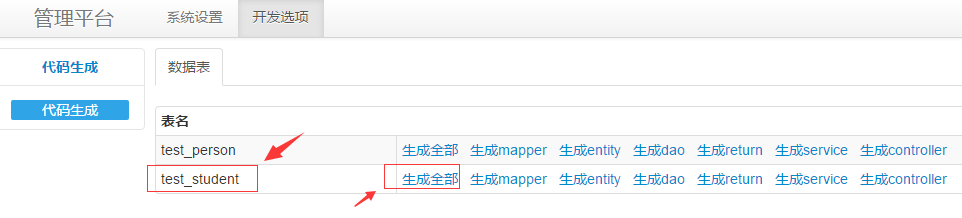 管理平台 系统设置 开发选项
代码生成 数据表
代码生成
表名
test_person 生成全部 生成mapper 生成entity 生成dao 生成return 生成service 生成controller
test_student 生成全部 生成mapper 生成entity 生成dao 生成return 生成service 生成controller